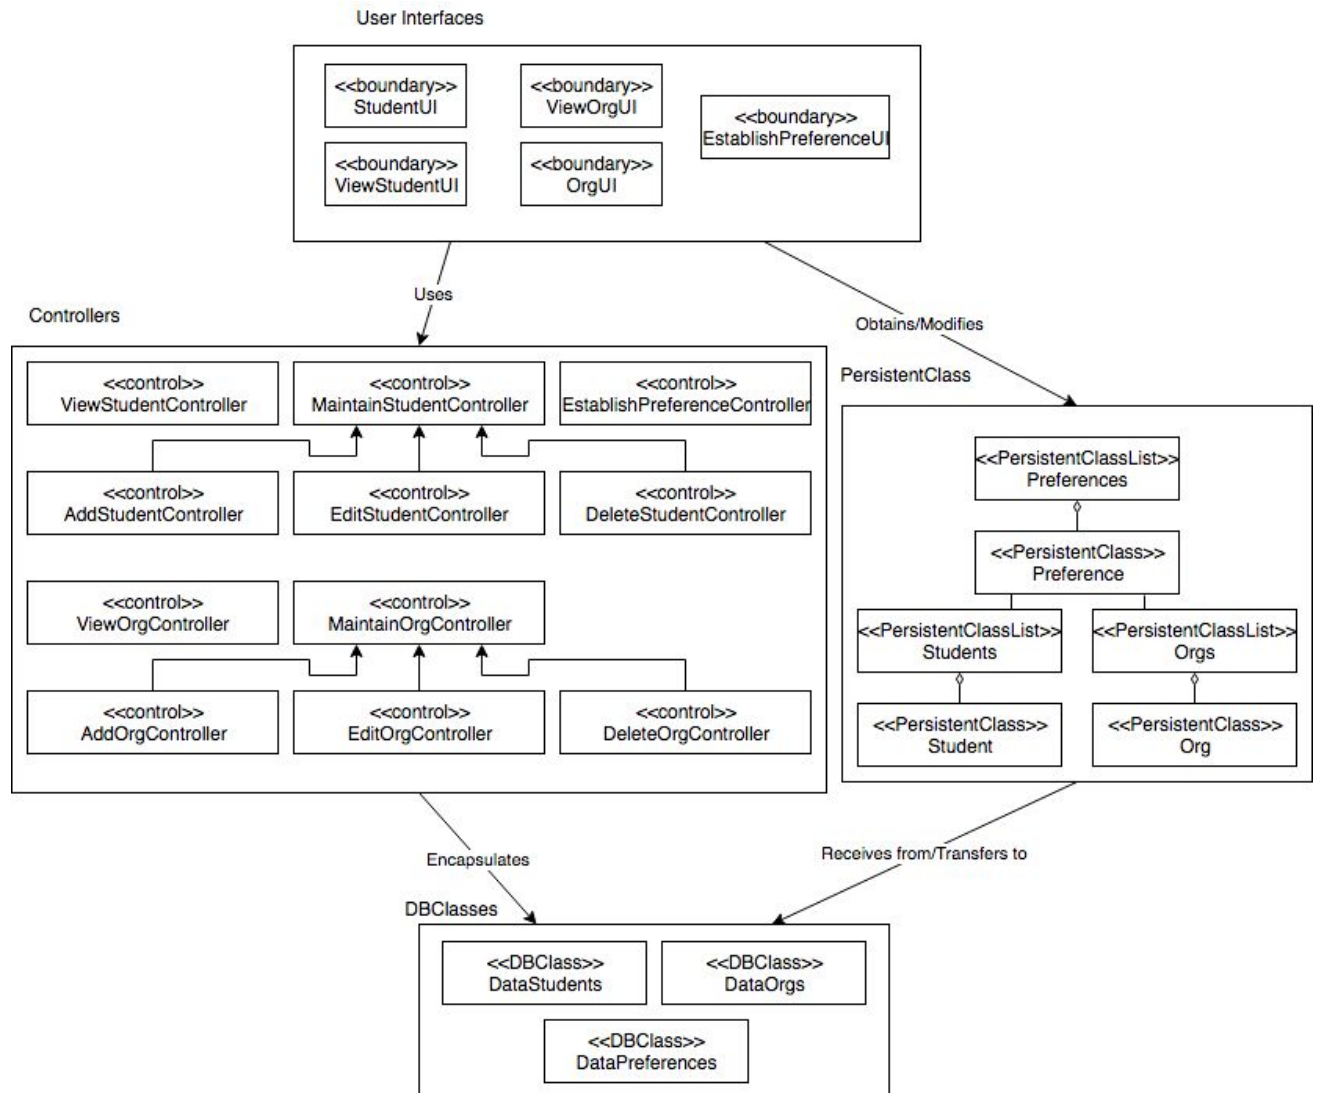 User Interfaces
<<boundary>>
StudentUI
<<boundary>>
ViewOrgUI
<<boundary>>
EstablishPreferenceUI
<<boundary>>
ViewStudentUI
<<boundary>>
OrgUI
Uses
Obtains/Modifies
Controllers
<<control>>
ViewStudentController
<<control>>
MaintainStudentController
<<control>>
EstablishPreferenceController
<<control>>
AddStudentController
<<control>>
EditStudentController
<<control>>
DeleteStudentController
<<control>>
ViewOrgController
<<control>>
MaintainOrgController
<<control>>
AddOrgController
<<control>>
EditOrgController
<<control>>
DeleteOrgController
PersistentClass
<<PersistentClassList>>
Preferences
<<PersistentClass>>
Preference
<<PersistentClassList>>
Students
<<PersistentClassList>>
Orgs
<<PersistentClass>>
Student
<<PersistentClass>>
Org
Encapsulates
Receives from/Transfers to
DBClasses
<<DBClass>>
DataStudents
<<DBClass>>
DataOrgs
<<DBClass>>
DataPreferences